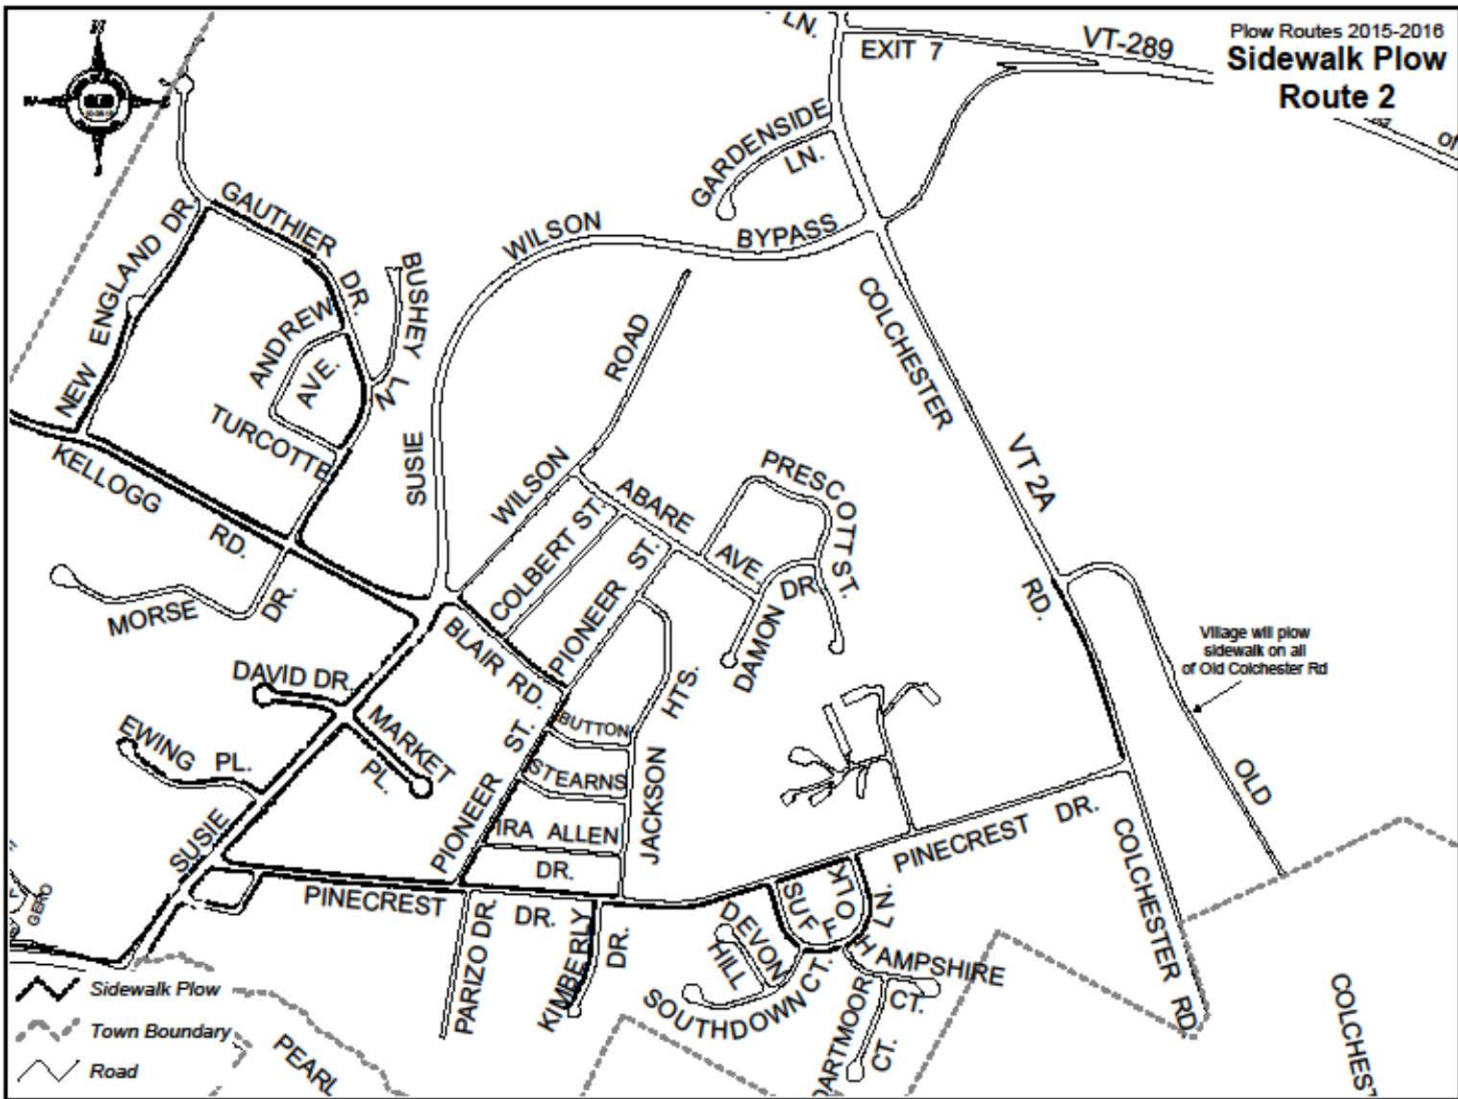 Plow Routes 2015-2016
Sidewalk Plow
Route 2
N
LN.
EXIT 7
VT-289
GARDENSIDE
LN.
GAUTHIER
DR.
NEW ENGLAND DR.
BUSHEY
LN
WILSON
BYPASS
ANDREW
AVE.
ROAD
COLCHESTER
TURCOTTE
SUSIE
KELLOGG
RD.
WILSON
ABARE
AVE.
PRESCOTT ST.
VT 2A
RD.
COLBERT ST.
PIONEER ST.
DAMON
DR.
MORSE
DR.
BLAIR RD.
Village will plow
sidewalk on all
of Old Colchester Rd
DAVID DR.
MARKET
PL.
EWING PL.
BUTTON
HTS.
STEARNS
JACKSON
PIONEER
ST.
IRA ALLEN
DR.
OLD
SUSIE
PINECREST DR.
COLCHESTER RD.
PINECREST DR.
GERO
PARIZO DR.
KIMBERLY
DR.
SUFFOLK
LN.
DEVON
HILL
SOUTHDOWN CT.
HAMPSHIRE
CT.
DARTMOOR
CT.
Sidewalk Plow
Town Boundary
Road
PEARL
COLCHEST